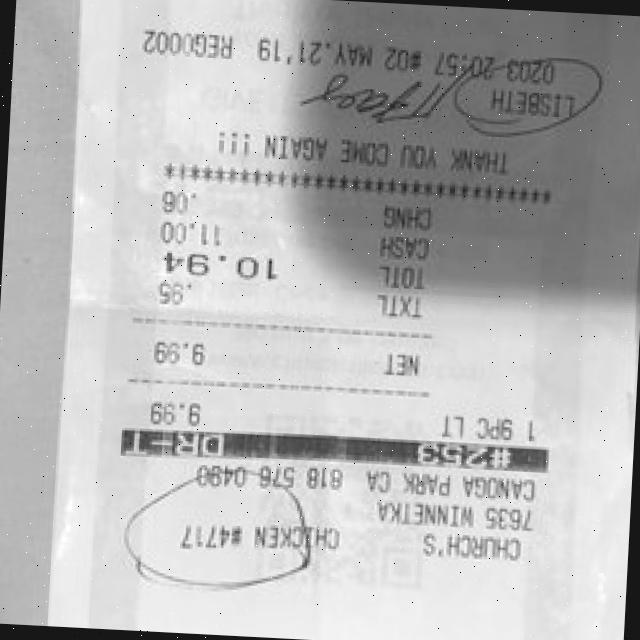 CHURCH'S CHICKEN #4717
7635 WINNETKA
CANOGA PARK CA 818 576 0490
1 9PC LT 9.99
NET 9.99
TXTL .95
TOTL 10.94
CASH 11.00
CHNG .06
****************************************
THANK YOU COME AGAIN !!!
LISBETH
0203 20:57 #02 MAY.21'19 REG0002